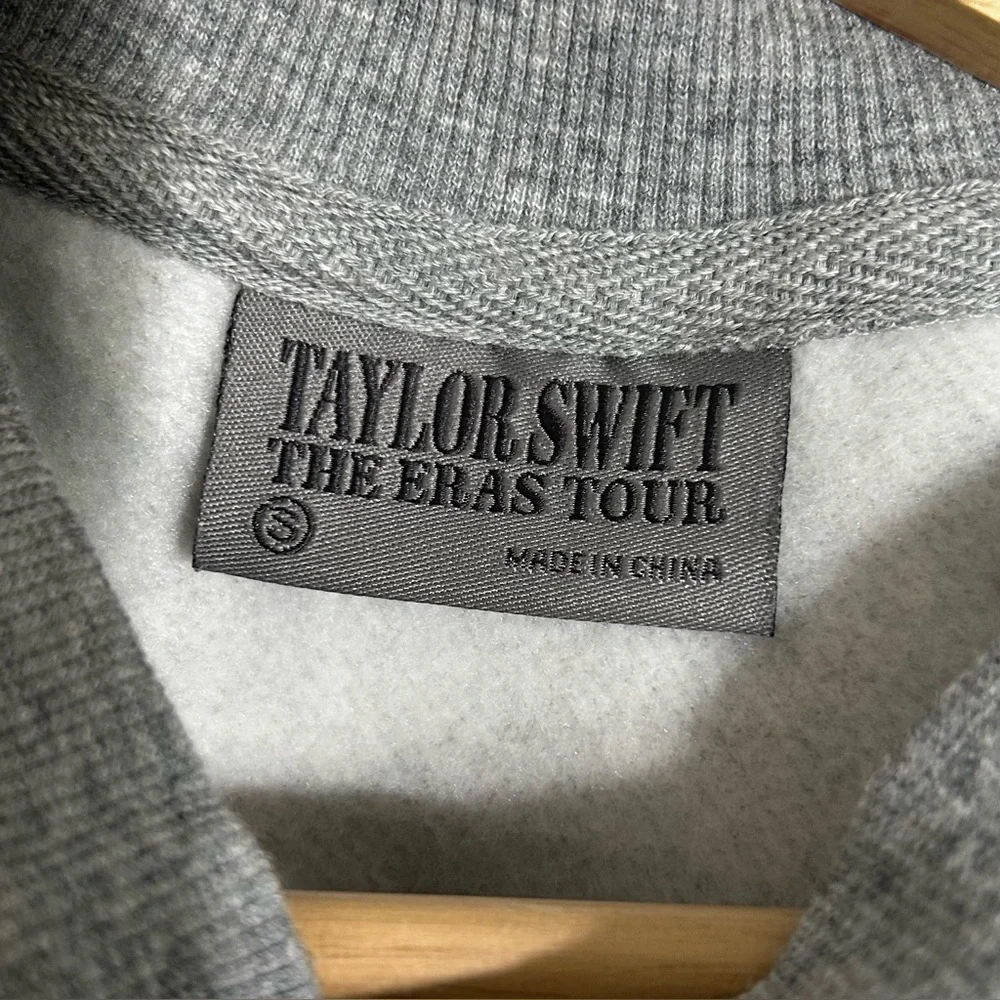 TAYLOR SWIFT
THE ERAS TOUR
S
MADE IN CHINA